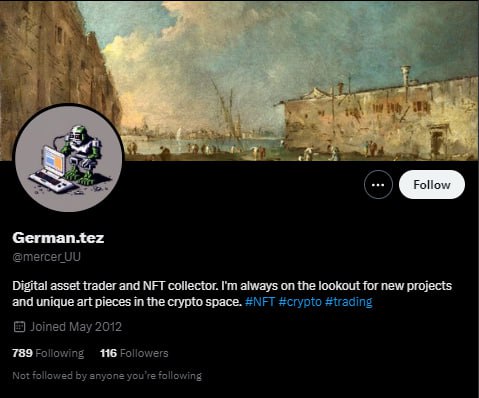 Follow
German.tez
@mercer_UU
Digital asset trader and NFT collector. I'm always on the lookout for new projects
and unique art pieces in the crypto space. #NFT #crypto #trading
Joined May 2012
789 Following 116 Followers
Not followed by anyone you're following